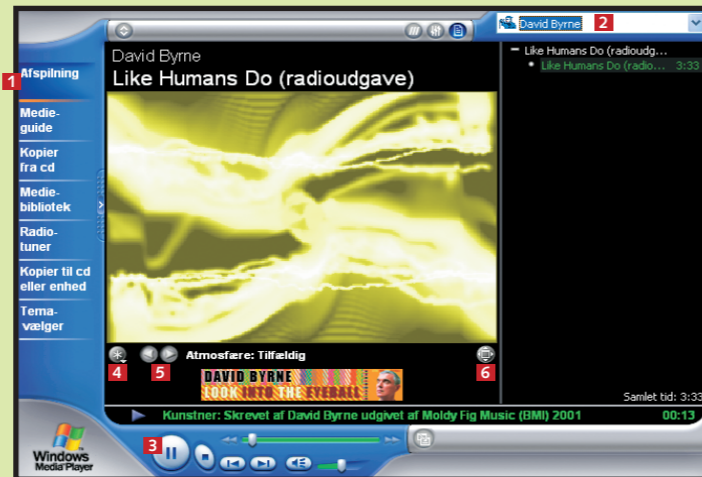 David Byrne
2
David Byrne
Like Humans Do (radioudgave)
Like Humans Do (radioudg...
Like Humans Do (radio... 3:33
1
Afspilning
Medie-
guide
Kopier
fra cd
Medie-
bibliotek
Radio-
tuner
Kopier til cd
eller enhed
Tema-
vælger
Atmosfære: Tilfældig
4
5
6
DAVID BYRNE
LOOK INTO THE EYEBALL
Samlet tid: 3:33
Kunstner: Skrevet af David Byrne udgivet af Moldy Fig Music (BMI) 2001 00:13
3
Windows
Media Player